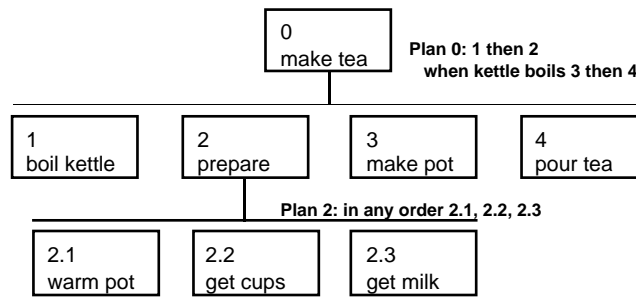 0
make tea
Plan 0: 1 then 2
when kettle boils 3 then 4
1
boil kettle
2
prepare
3
make pot
4
pour tea
Plan 2: in any order 2.1, 2.2, 2.3
2.1
warm pot
2.2
get cups
2.3
get milk